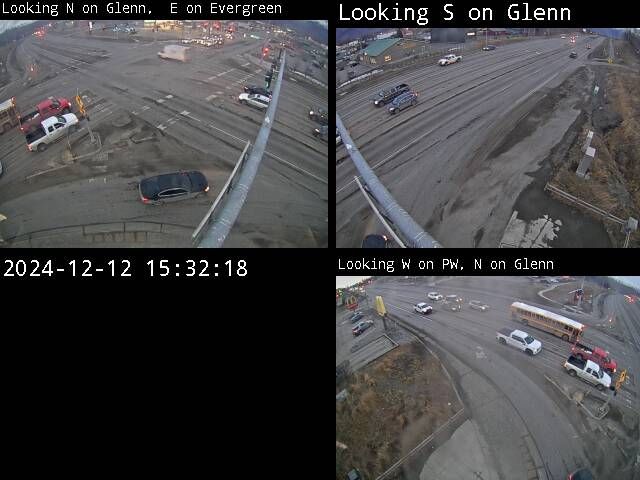 Looking N on Glenn,  E on Evergreen
Looking S on Glenn
2024-12-12 15:32:18
Looking W on PW, N on Glenn